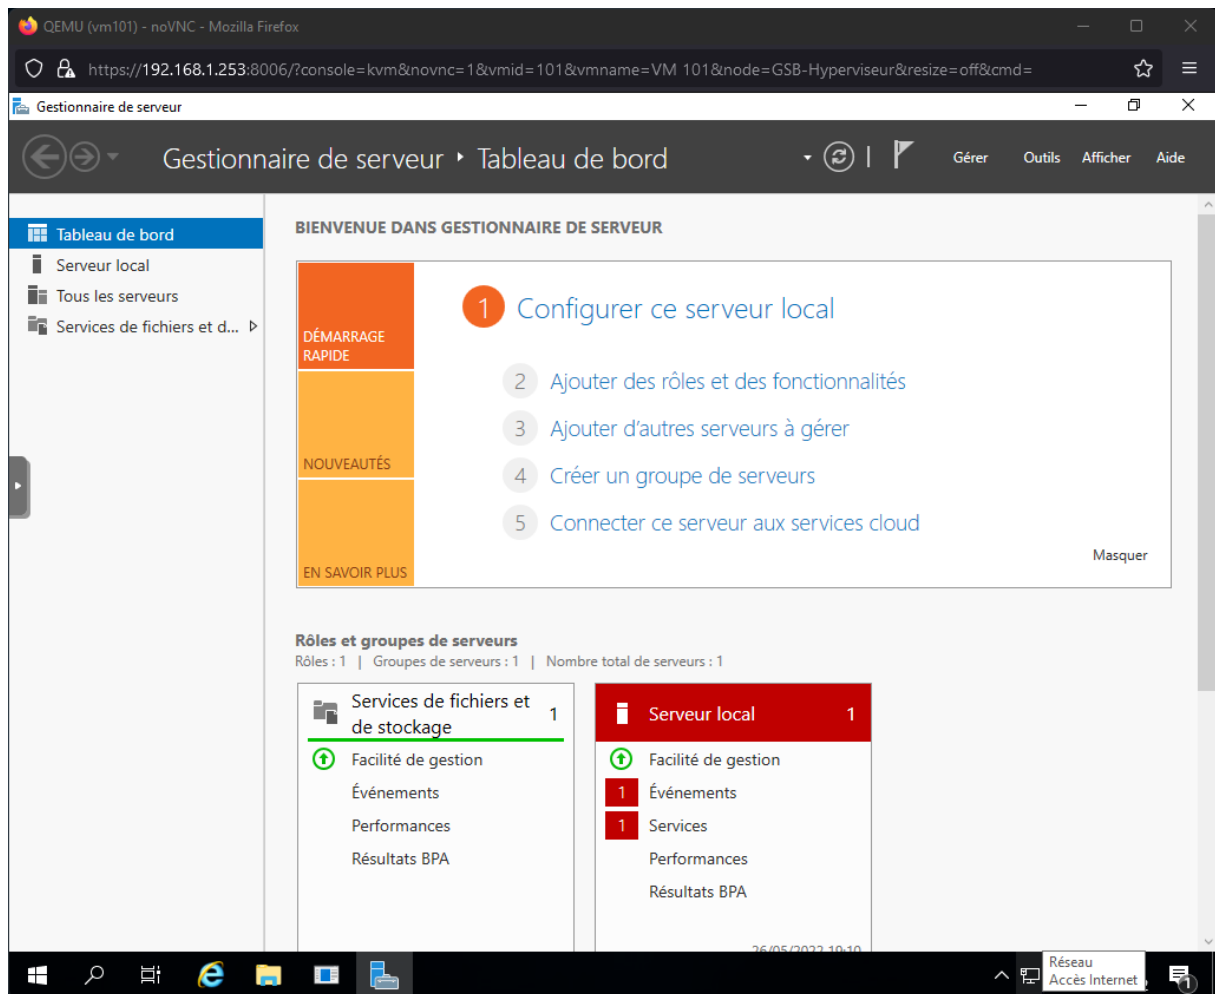 QEMU (vm101) - noVNC - Mozilla Firefox
https://192.168.1.253:8006/?console=kvm&novnc=1&vmid=101&vmname=VM 101&node=GSB-Hyperviseur&resize=off&cmd=
Gestionnaire de serveur
Gestionnaire de serveur ‣ Tableau de bord
Gérer Outils Afficher Aide
Tableau de bord
Serveur local
Tous les serveurs
Services de fichiers et d...
BIENVENUE DANS GESTIONNAIRE DE SERVEUR
DÉMARRAGE
RAPIDE
NOUVEAUTÉS
EN SAVOIR PLUS
1 Configurer ce serveur local
2 Ajouter des rôles et des fonctionnalités
3 Ajouter d'autres serveurs à gérer
4 Créer un groupe de serveurs
5 Connecter ce serveur aux services cloud
Masquer
Rôles et groupes de serveurs
Rôles : 1 | Groupes de serveurs : 1 | Nombre total de serveurs : 1
Services de fichiers et
de stockage
1
Facilité de gestion
Événements
Performances
Résultats BPA
Serveur local 1
Facilité de gestion
1 Événements
1 Services
Performances
Résultats BPA
26/05/2022 19:10
Réseau
Accès Internet
1